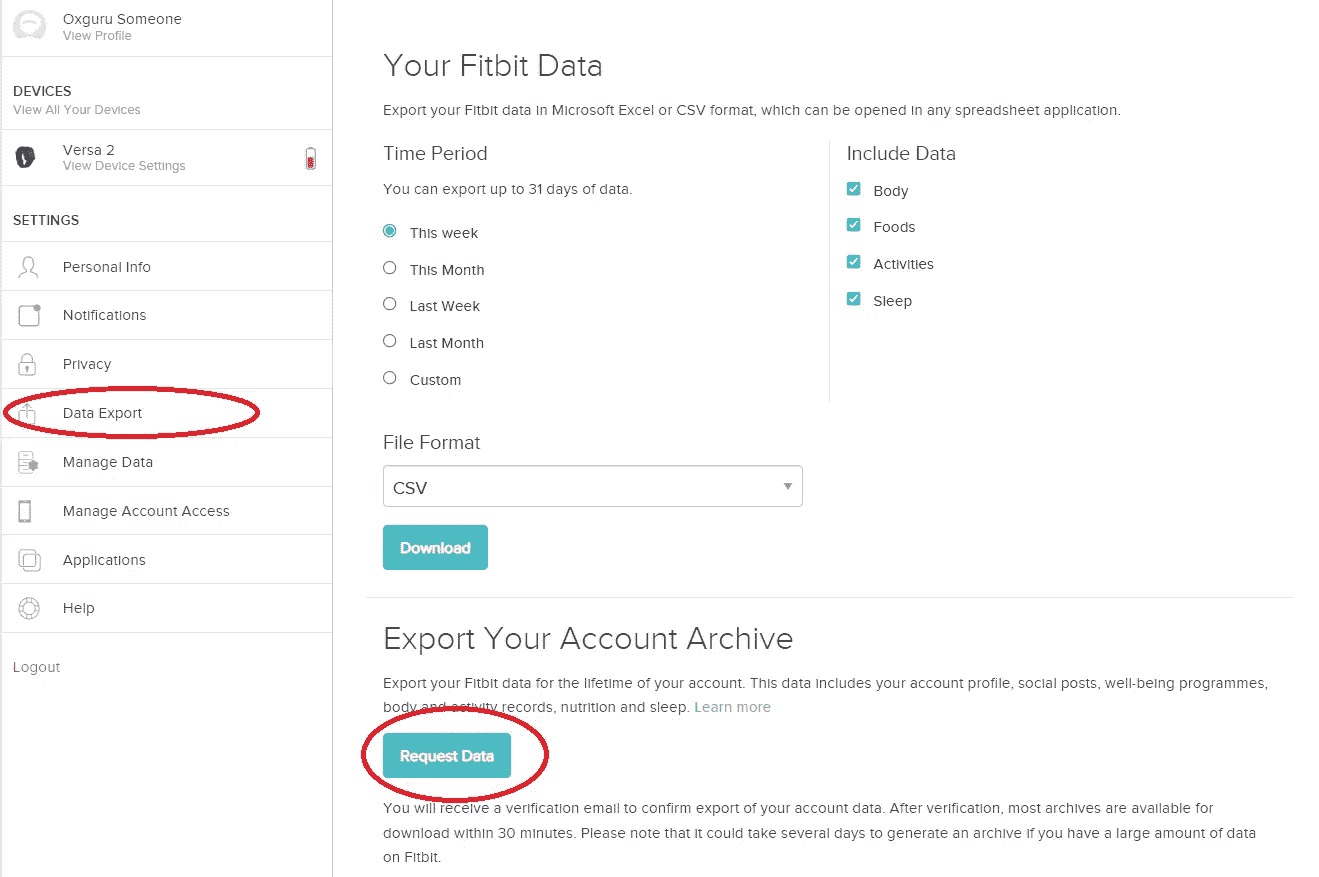 Oxguru Someone
View Profile
DEVICES
View All Your Devices
Versa 2
View Device Settings
SETTINGS
Personal Info
Notifications
Privacy
Data Export
Manage Data
Manage Account Access
Applications
Help
Logout
Your Fitbit Data
Export your Fitbit data in Microsoft Excel or CSV format, which can be opened in any spreadsheet application.
Time Period
You can export up to 31 days of data.
This week
This Month
Last Week
Last Month
Custom
Include Data
Body
Foods
Activities
Sleep
File Format
CSV
Download
Export Your Account Archive
Export your Fitbit data for the lifetime of your account. This data includes your account profile, social posts, well-being programmes,
body and activity records, nutrition and sleep. Learn more
Request Data
You will receive a verification email to confirm export of your account data. After verification, most archives are available for
download within 30 minutes. Please note that it could take several days to generate an archive if you have a large amount of data
on Fitbit.